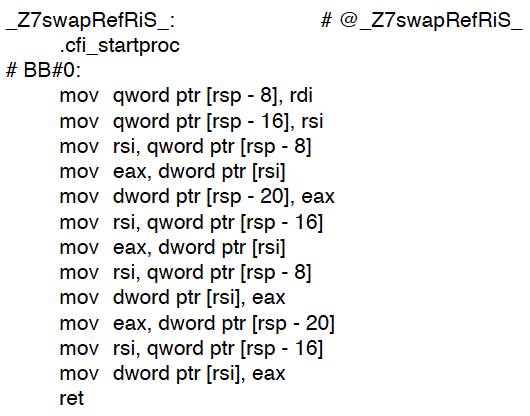 _Z7swapRefRiS_: # @_Z7swapRefRiS_
.cfi_startproc
# BB#0:
mov qword ptr [rsp - 8], rdi
mov qword ptr [rsp - 16], rsi
mov rsi, qword ptr [rsp - 8]
mov eax, dword ptr [rsi]
mov dword ptr [rsp - 20], eax
mov rsi, qword ptr [rsp - 16]
mov eax, dword ptr [rsi]
mov rsi, qword ptr [rsp - 8]
mov dword ptr [rsi], eax
mov eax, dword ptr [rsp - 20]
mov rsi, qword ptr [rsp - 16]
mov dword ptr [rsi], eax
ret